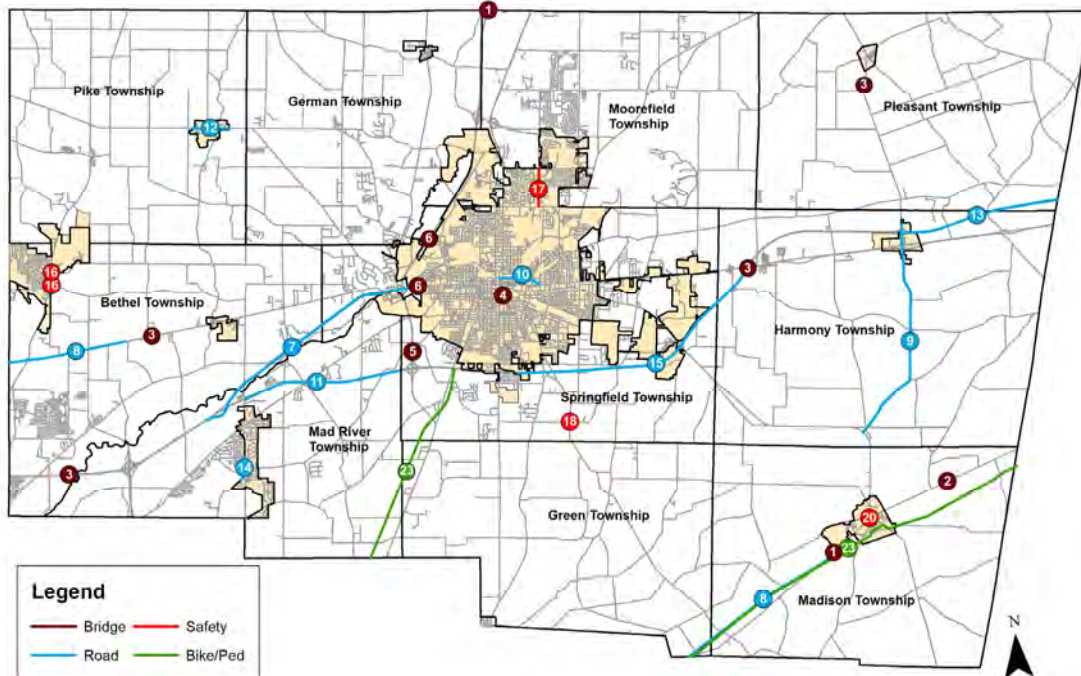 1
Pike Township
German Township
Moorefield
Township
3
Pleasant Township
12
17
13
6
16
16
3
10
6
4
Bethel Township
Harmony Township
3
8
7
5
9
15
11
Springfield Township
18
Mad River
Township
3
14
23
2
Green Township
20
1
23
8
Madison Township
Legend
Bridge
Safety
Road
Bike/Ped
N